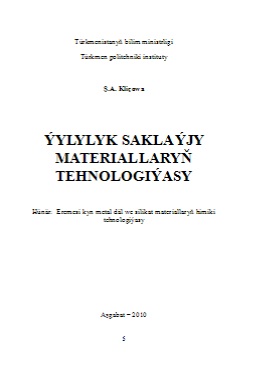 Türkmenistanyň bilim ministrligi
Türkmen politehniki instituty
Ş.A. Kliçewa
ÝYLYLYK SAKLAÝJY
MATERIALLARYŇ
TEHNOLOGIÝASY
Hünär: Eremesi kyn metal däl we silikat materiallaryň himiki
tehnologiýasy
Aşgabat – 2010
5